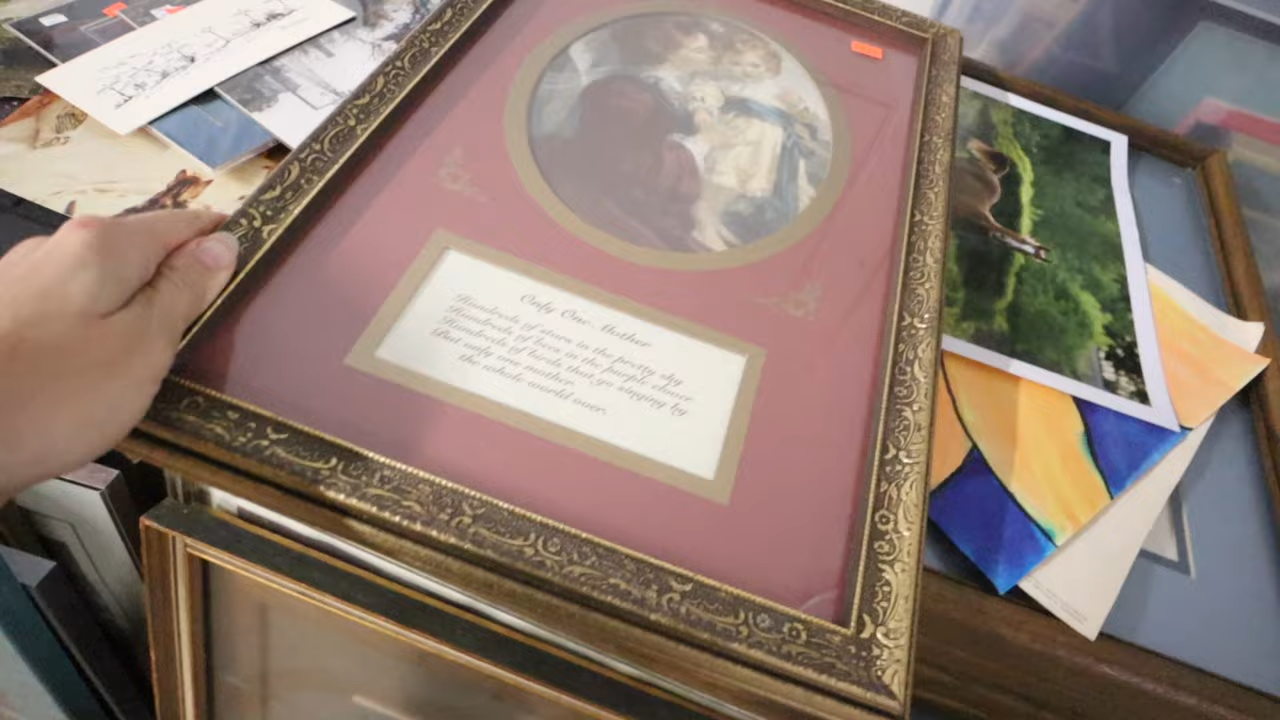 Only One Mother
Hundreds of stars in the pretty sky
Hundreds of bees in the purple clover
Hundreds of birds that go singing by
But only one mother
the whole world over.